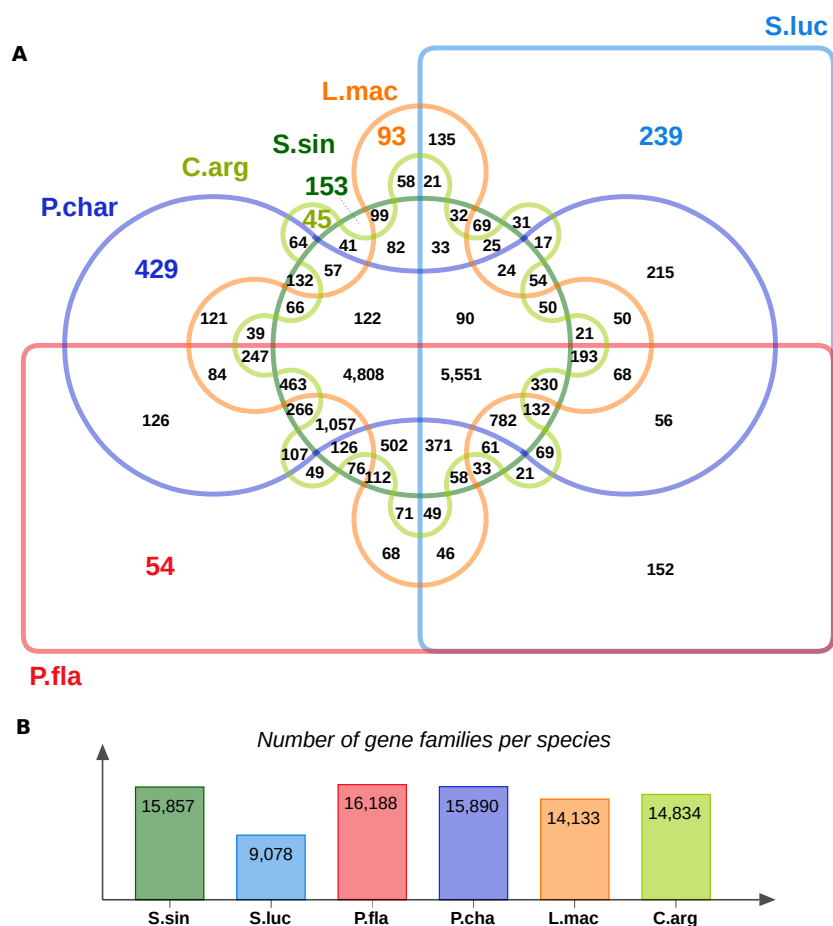 S.luc
A
L.mac
93 135 239
S.sin
C.arg
153 58 21
P.char
45 99 32 69 31
64 41 82 33 25 17
429 57 24 215
132 54
66 50
121 122 90 50
39 21
247 193
84 4,808 5,551 68
463 330
266 132
126 1,057 782 56
107 126 502 371 61 69
49 76 112 58 33 21
71 49
68 46
54 152
P.fla
B
Number of gene families per species
15,857 9,078 16,188 15,890 14,133 14,834
S.sin S.luc P.fla P.cha L.mac C.arg